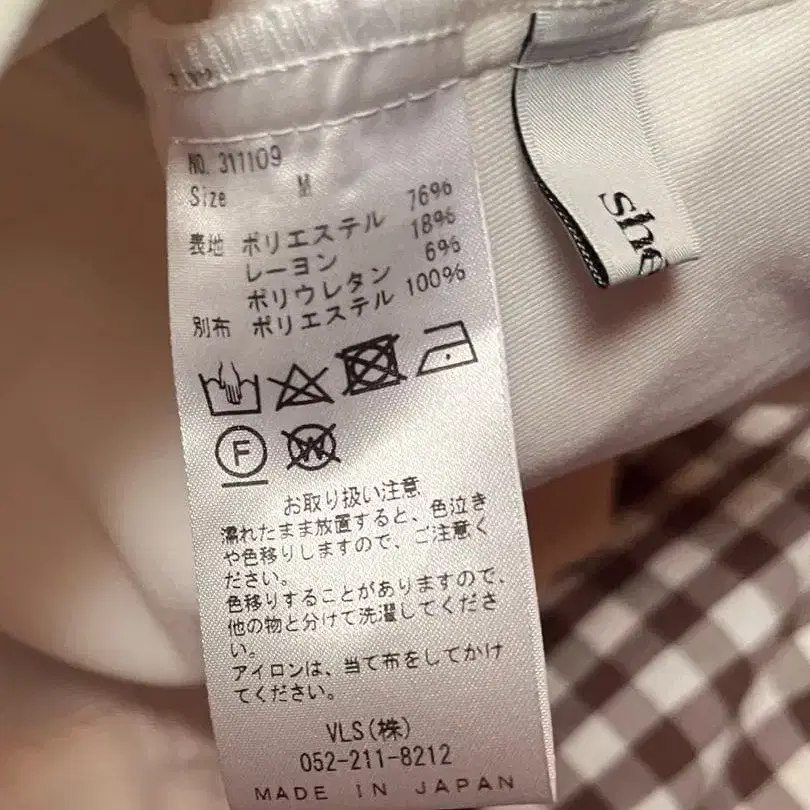 NO. 311109
Size M
表地 ポリエステル 76%
レーヨン 18%
ポリウレタン 6%
別布 ポリエステル 100%
F
W
お取り扱い注意
濡れたまま放置すると、色泣き
や色移りしますので、ご注意く
ださい。
色移りすることがありますので、
他の物と分けて洗濯してくださ
い。
アイロンは、当て布をしてかけ
てください。
VLS(株)
052-211-8212
MADE IN JAPAN
she